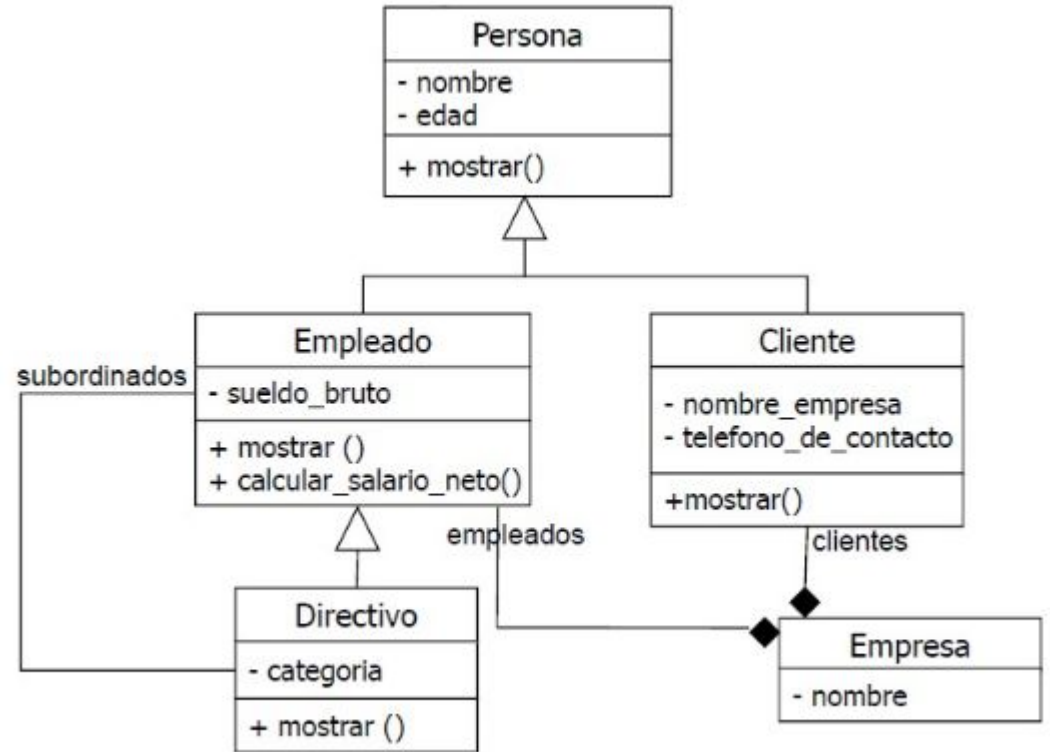 Persona
- nombre
- edad
+ mostrar()
Empleado
- sueldo_bruto
+ mostrar ()
+ calcular_salario_neto()
Cliente
- nombre_empresa
- telefono_de_contacto
+mostrar()
subordinados
empleados
clientes
Directivo
- categoria
+ mostrar ()
Empresa
- nombre